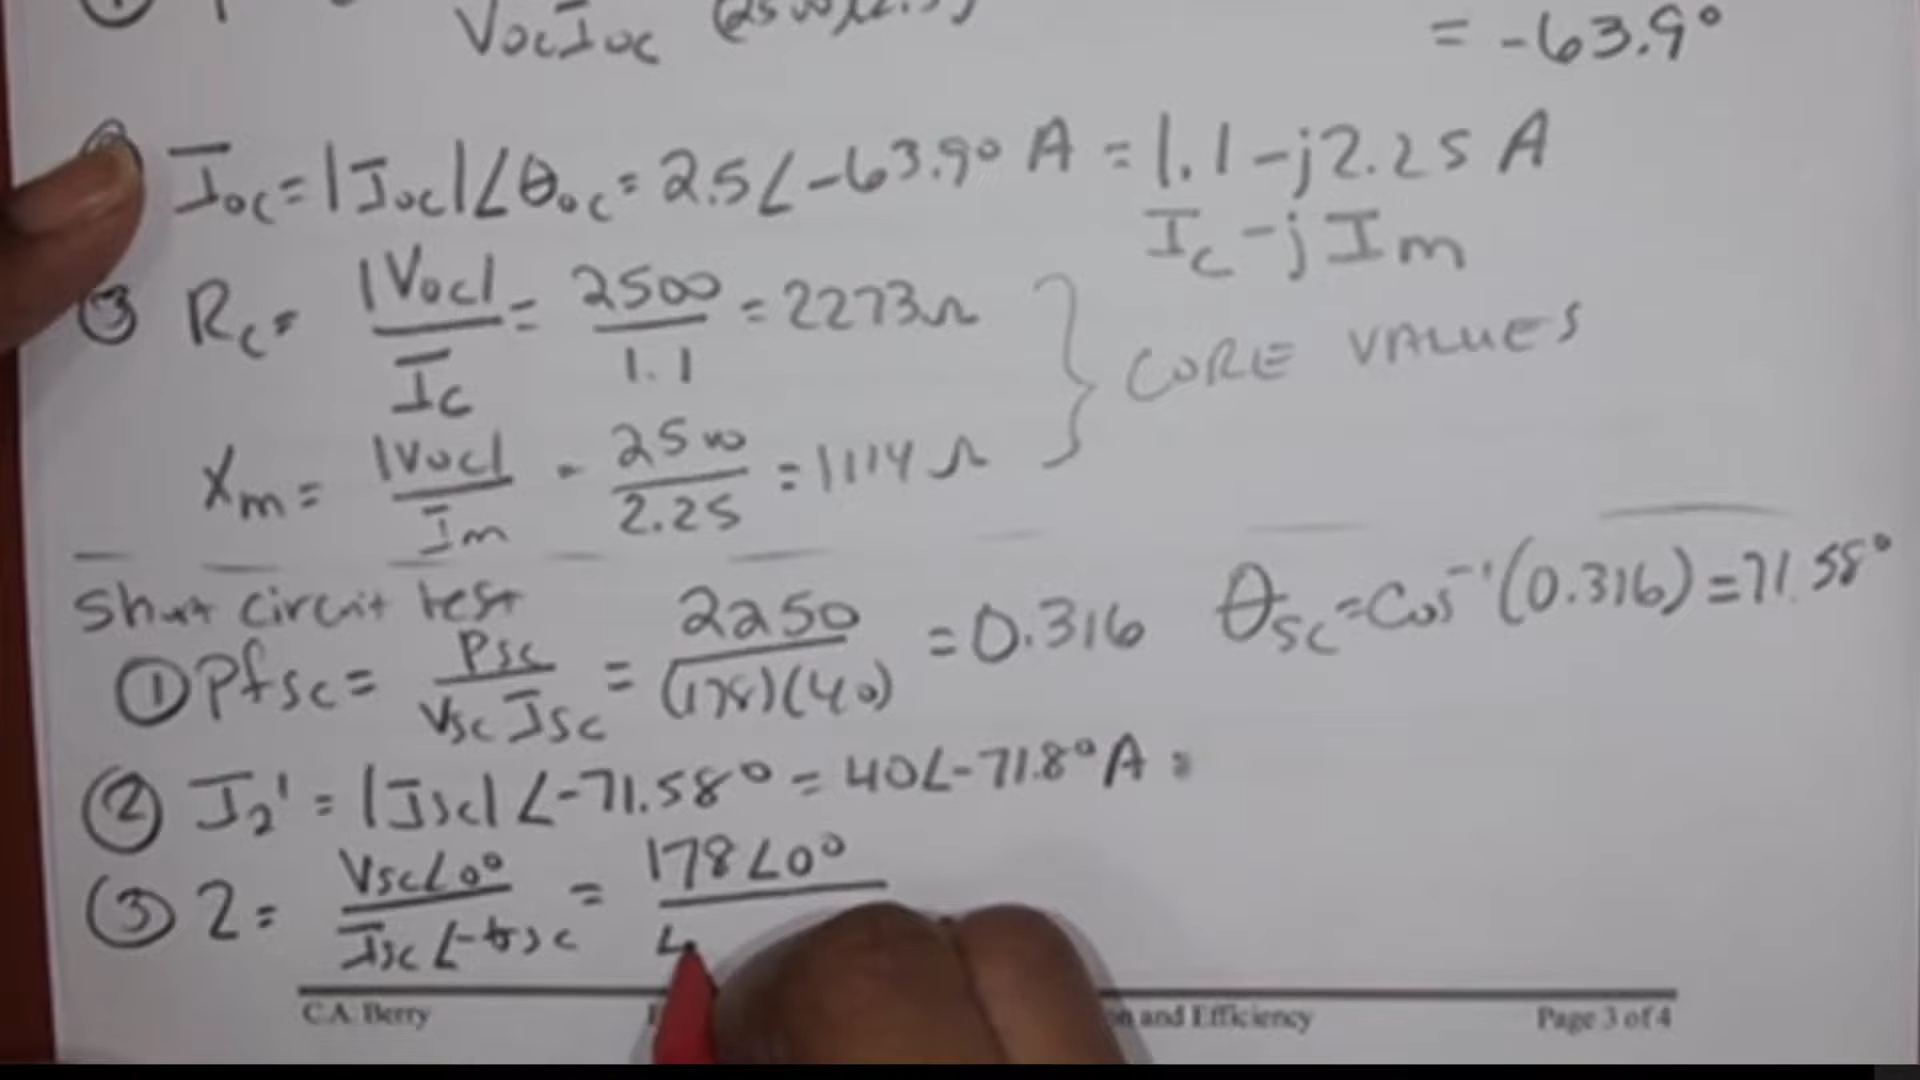 VocIoc
= -63.9°
Ioc = |Ioc|∠θoc = 2.5∠-63.9° A = 1.1 - j2.25 A
Ic - jIm
③ Rc = |Voc| / Ic = 2500 / 1.1 = 2273Ω
CORE VALUES
Xm = |Voc| / Im = 2500 / 2.25 = 1114 Ω
Short circuit test
① Pfsc = Psc / VscIsc = 2250 / (178)(40) = 0.316 θsc = Cos⁻¹(0.316) = 71.58°
② I2' = |Isc| ∠-71.58° = 40∠-71.8° A =
③ Z = Vsc∠0° / Isc∠-θsc = 178∠0° / 4
C.A. Berry
and Efficiency
Page 3 of 4